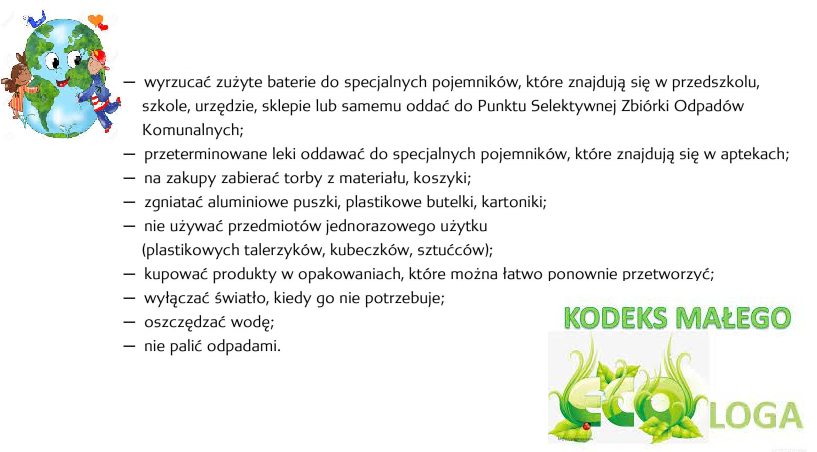 — wyrzucać zużyte baterie do specjalnych pojemników, które znajdują się w przedszkolu,
szkole, urzędzie, sklepie lub samemu oddać do Punktu Selektywnej Zbiórki Odpadów
Komunalnych;
— przeterminowane leki oddawać do specjalnych pojemników, które znajdują się w aptekach;
— na zakupy zabierać torby z materiału, koszyki;
— zgniatać aluminiowe puszki, plastikowe butelki, kartoniki;
— nie używać przedmiotów jednorazowego użytku
(plastikowych talerzyków, kubeczków, sztućców);
— kupować produkty w opakowaniach, które można łatwo ponownie przetworzyć;
— wyłączać światło, kiedy go nie potrzebuje;
— oszczędzać wodę;
— nie palić odpadami.
KODEKS MAŁEGO
eco LOGA